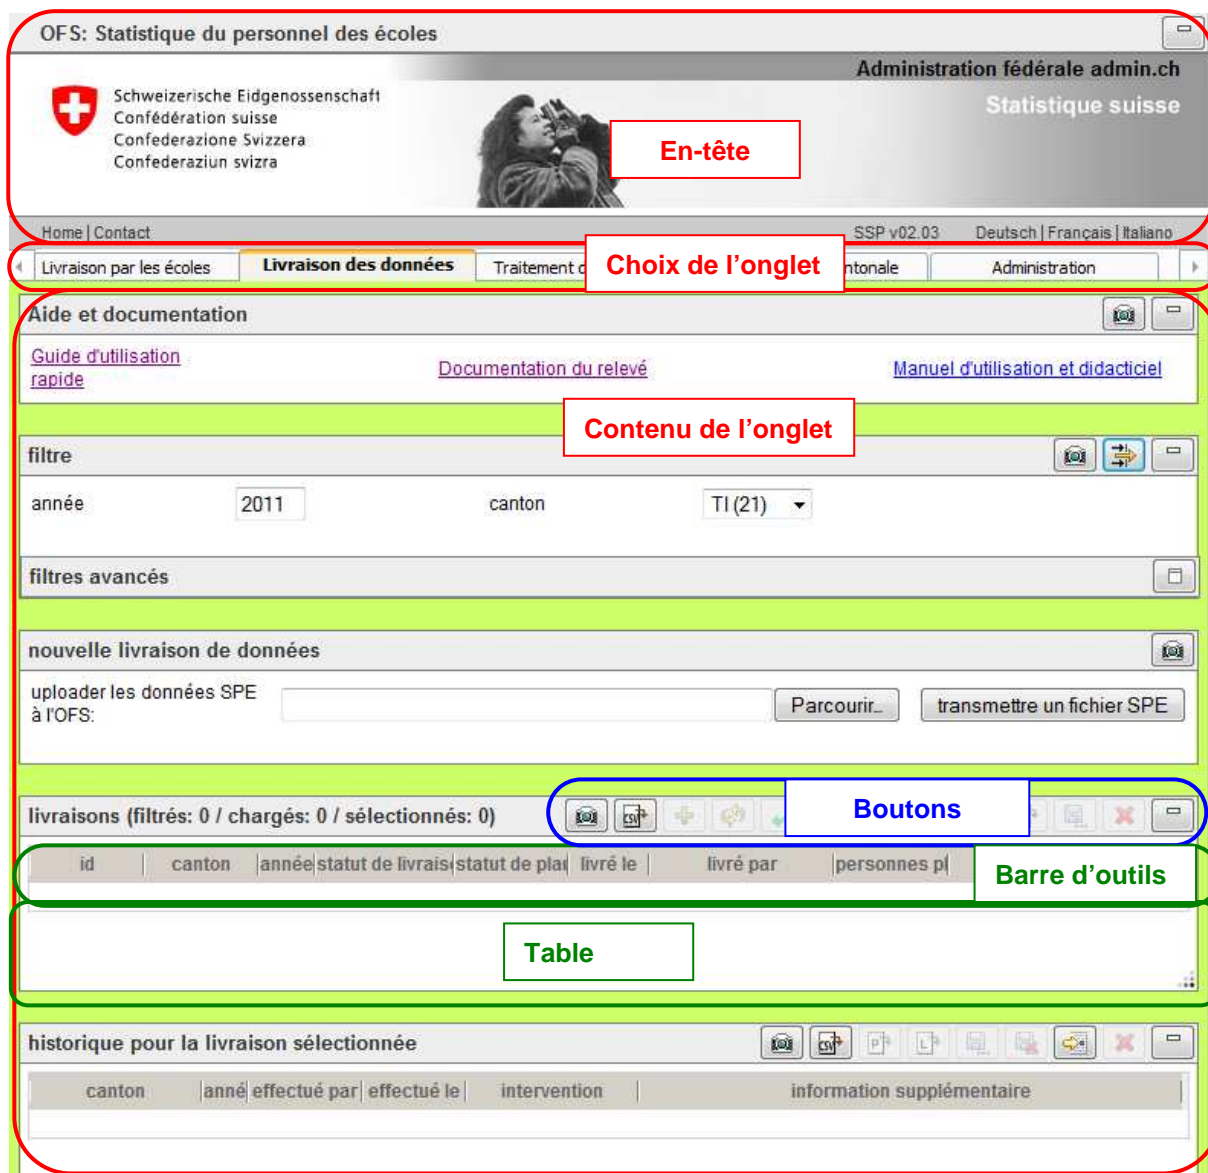 OFS: Statistique du personnel des écoles
Administration fédérale admin.ch
Statistique suisse
Schweizerische Eidgenossenschaft
Confédération suisse
Confederazione Svizzera
Confederaziun svizra
En-tête
Home | Contact
SSP v02.03
Deutsch | Français | Italiano
Livraison par les écoles
Livraison des données
Traitement d
Choix de l'onglet
ntonale
Administration
Aide et documentation
Guide d'utilisation
rapide
Documentation du relevé
Manuel d'utilisation et didacticiel
Contenu de l'onglet
filtre
année
2011
canton
TI (21)
filtres avancés
nouvelle livraison de données
uploader les données SPE
à l'OFS:
Parcourir...
transmettre un fichier SPE
livraisons (filtrés: 0 / chargés: 0 / sélectionnés: 0)
CSV
Boutons
id
canton
année
statut de livrais
statut de plau
livré le
livré par
personnes pl
Barre d'outils
Table
historique pour la livraison sélectionnée
CSV
P
L
canton
anné
effectué par
effectué le
intervention
information supplémentaire